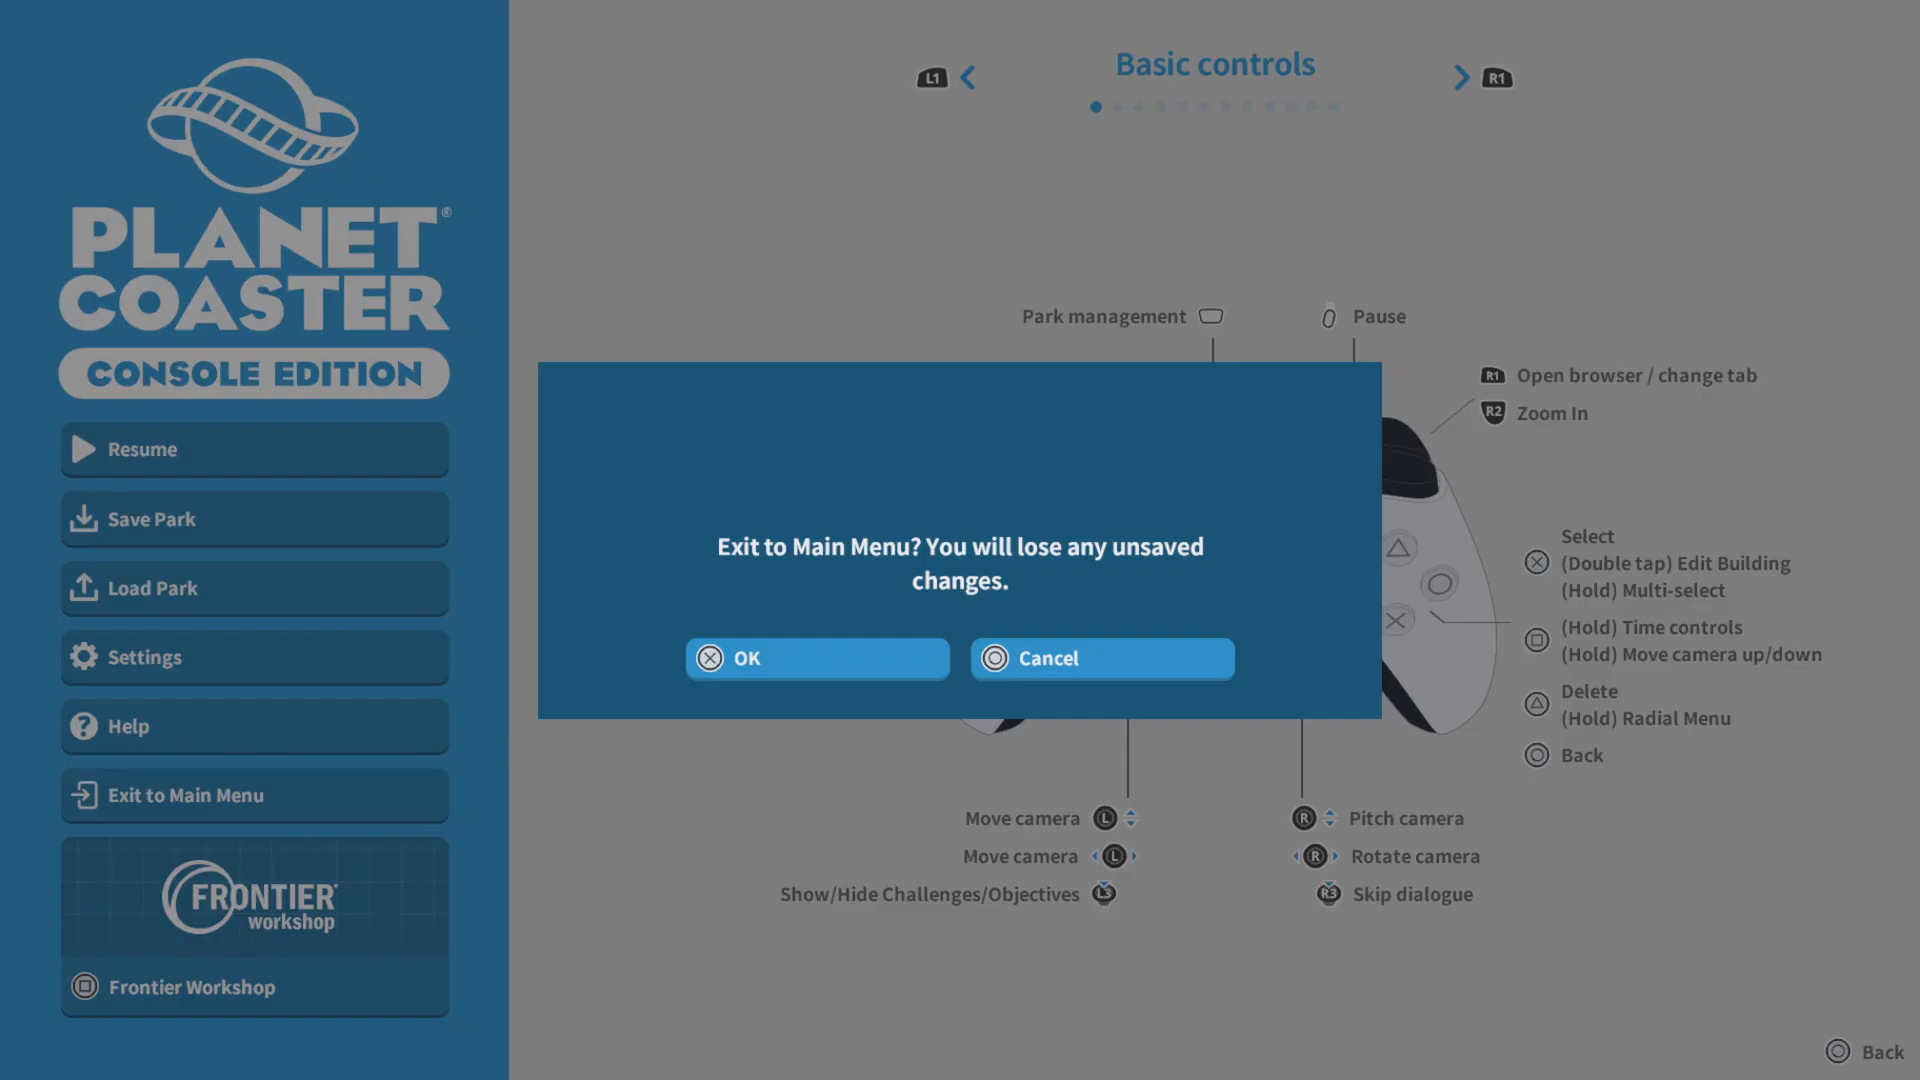 PLANET®
COASTER
CONSOLE EDITION
Resume
Save Park
Load Park
Settings
Help
Exit to Main Menu
FRONTIER
workshop
Frontier Workshop
L1
Basic controls
R1
Park management
Pause
R1 Open browser / change tab
R2 Zoom In
Exit to Main Menu? You will lose any unsaved
changes.
OK
Cancel
Select
(Double tap) Edit Building
(Hold) Multi-select
(Hold) Time controls
(Hold) Move camera up/down
Delete
(Hold) Radial Menu
Back
Move camera L
Move camera L
Show/Hide Challenges/Objectives L3
R Pitch camera
R Rotate camera
R3 Skip dialogue
Back